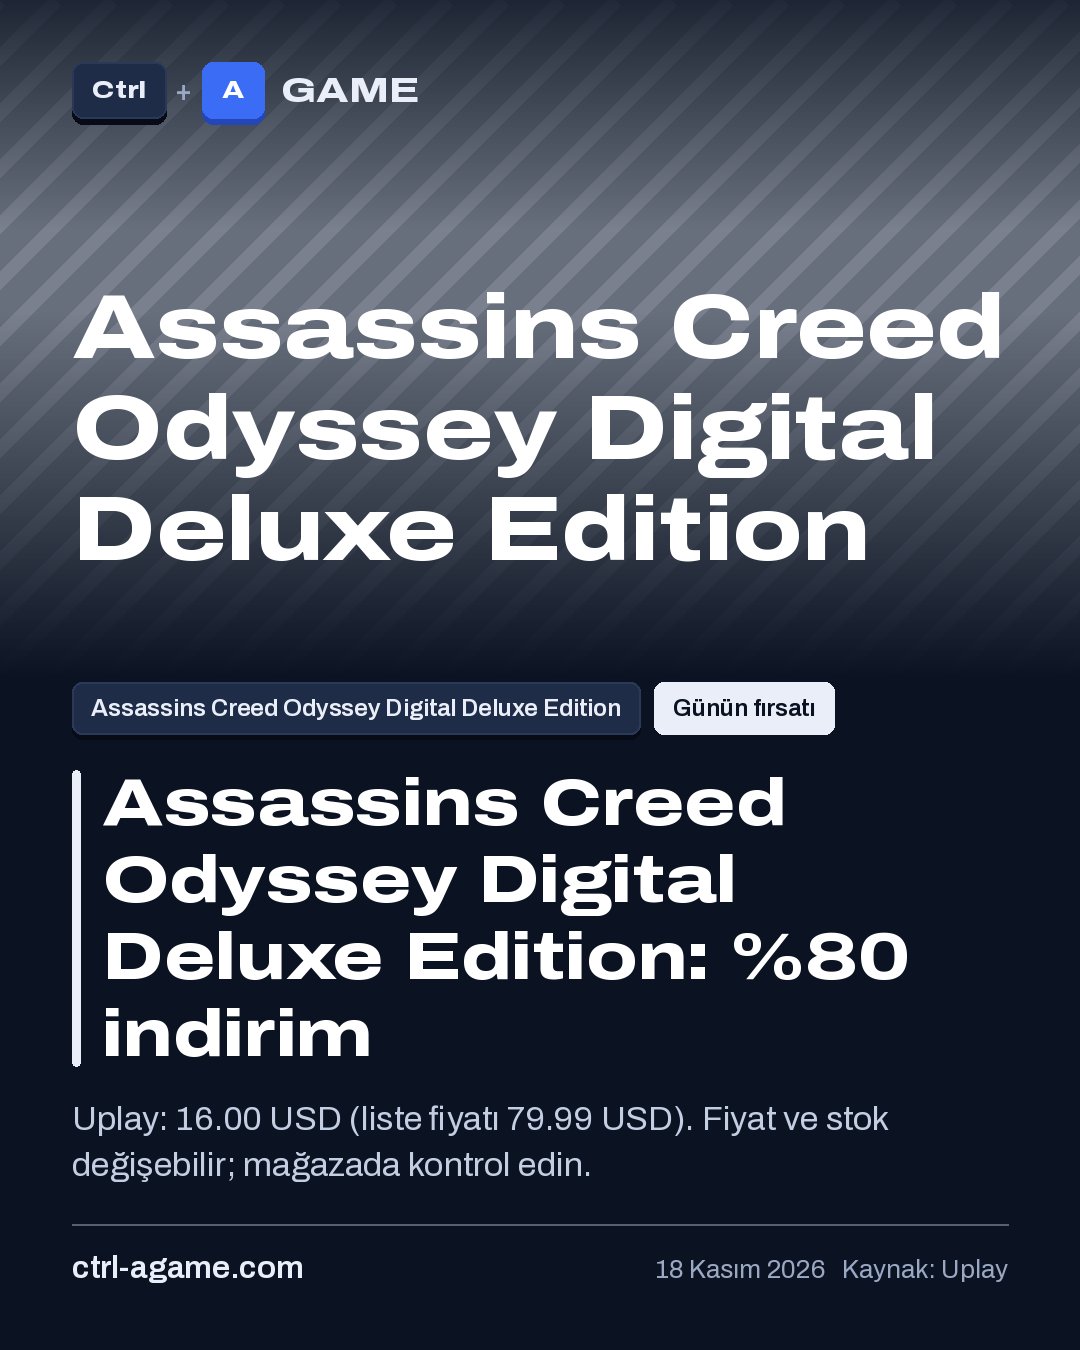 Ctrl + A GAME
Assassins Creed
Odyssey Digital
Deluxe Edition
Assassins Creed Odyssey Digital Deluxe Edition Günün fırsatı
Assassins Creed
Odyssey Digital
Deluxe Edition: %80
indirim
Uplay: 16.00 USD (liste fiyatı 79.99 USD). Fiyat ve stok
değişebilir; mağazada kontrol edin.
ctrl-agame.com 18 Kasım 2026 Kaynak: Uplay